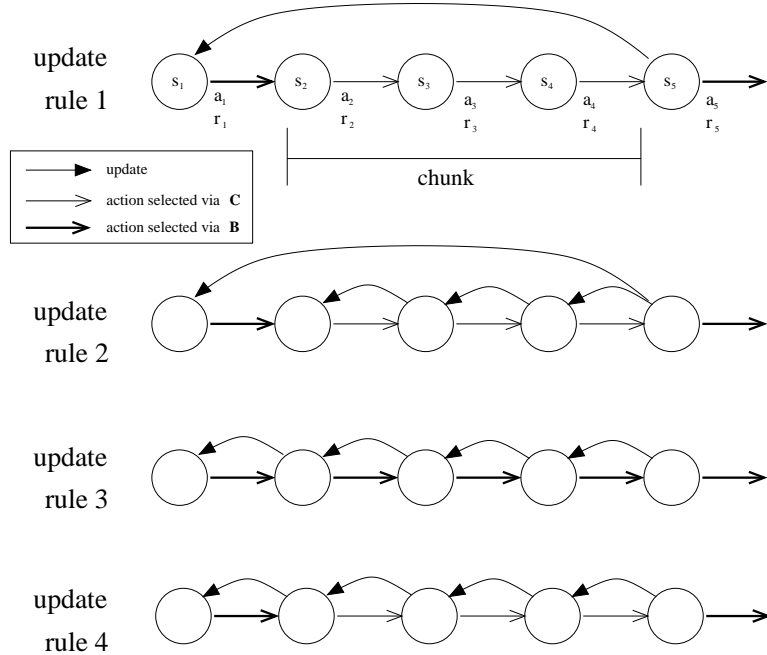 update
rule 1
s₁ s₂ s₃ s₄ s₅
a₁ a₂ a₃ a₄ a₅
r₁ r₂ r₃ r₄ r₅
chunk
update
action selected via C
action selected via B
update
rule 2
update
rule 3
update
rule 4